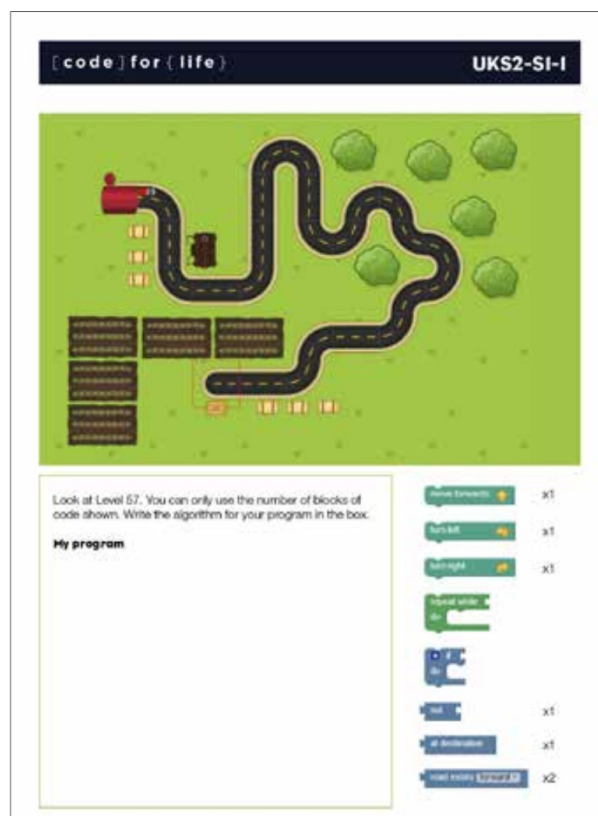 [code] for {life}
UKS2-SI-I
Look at Level 57. You can only use the number of blocks of
code shown. Write the algorithm for your program in the box.
My program
move forwards x1
turn left x1
turn right x1
repeat while
do
if
do
not x1
at destination x1
road exists forward x2